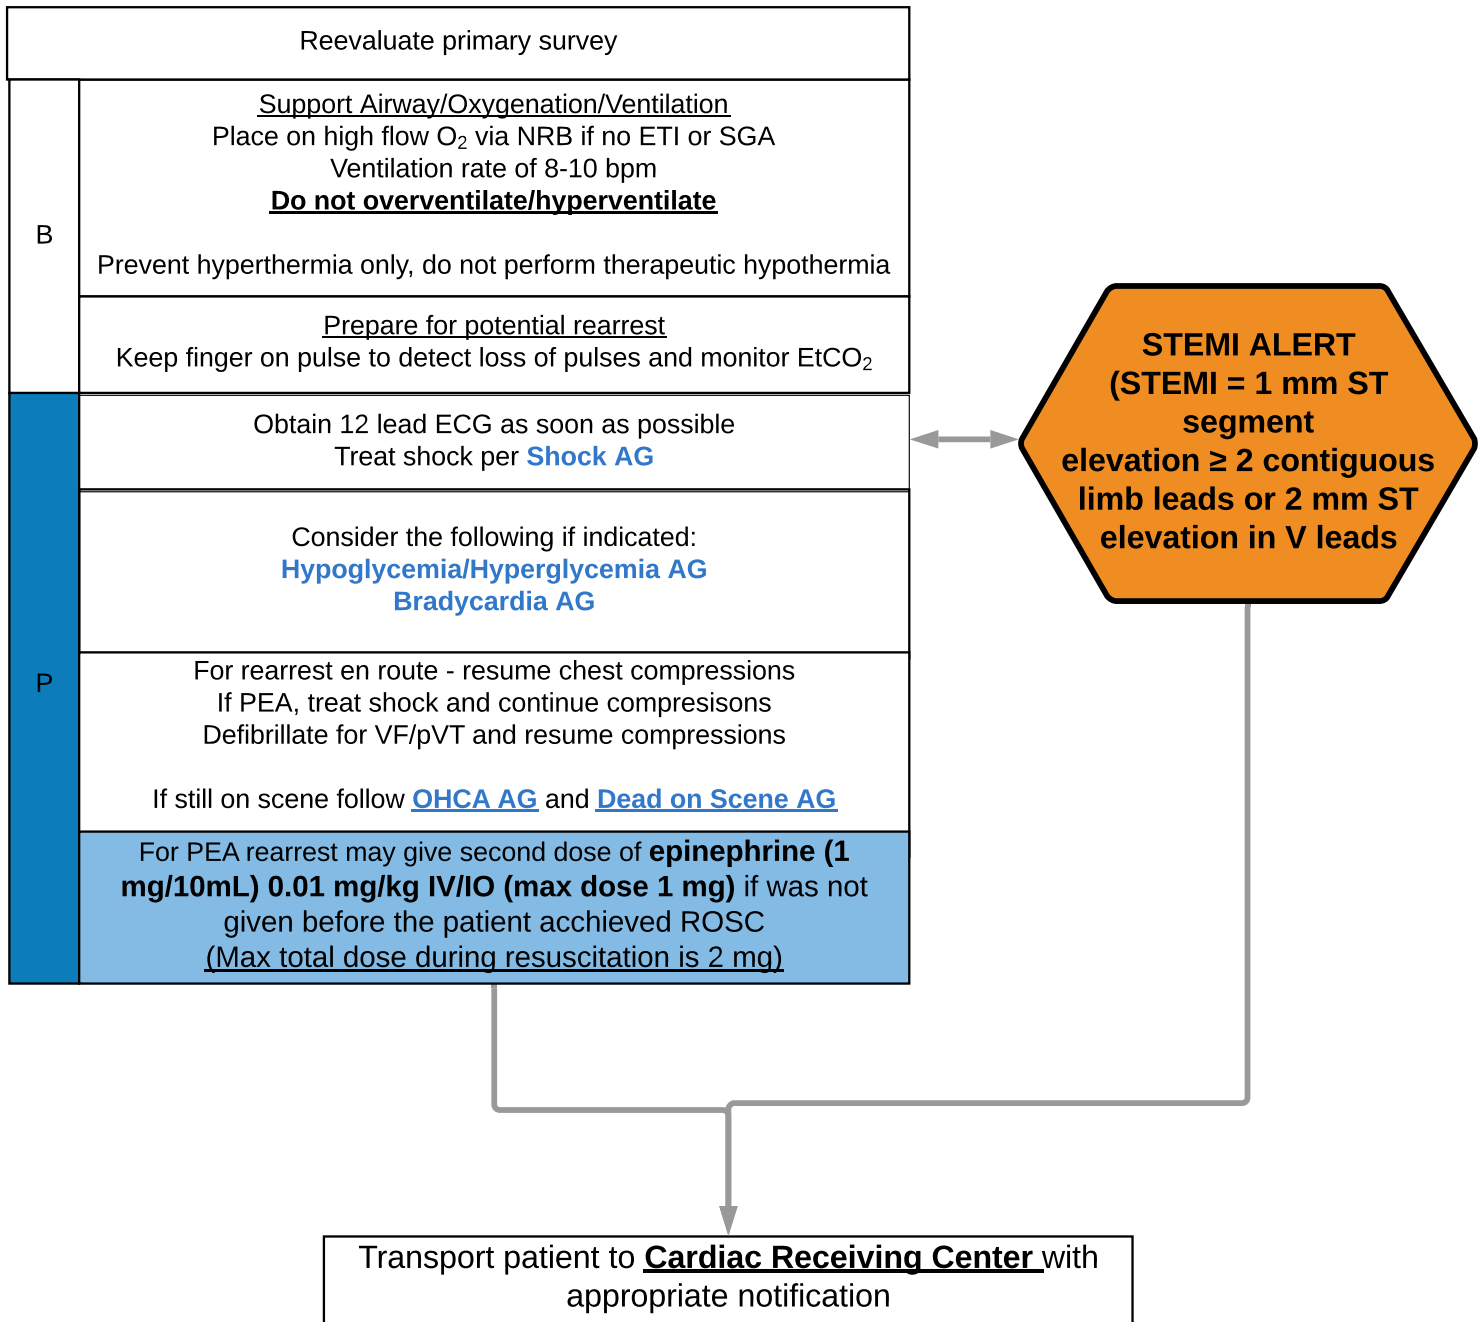 Reevaluate primary survey
B
Support Airway/Oxygenation/Ventilation
Place on high flow O₂ via NRB if no ETI or SGA
Ventilation rate of 8-10 bpm
Do not overventilate/hyperventilate
Prevent hyperthermia only, do not perform therapeutic hypothermia
Prepare for potential rearrest
Keep finger on pulse to detect loss of pulses and monitor EtCO₂
P
Obtain 12 lead ECG as soon as possible
Treat shock per Shock AG
Consider the following if indicated:
Hypoglycemia/Hyperglycemia AG
Bradycardia AG
For rearrest en route - resume chest compressions
If PEA, treat shock and continue compresisons
Defibrillate for VF/pVT and resume compressions
If still on scene follow OHCA AG and Dead on Scene AG
For PEA rearrest may give second dose of epinephrine (1
mg/10mL) 0.01 mg/kg IV/IO (max dose 1 mg) if was not
given before the patient acchieved ROSC
(Max total dose during resuscitation is 2 mg)
STEMI ALERT
(STEMI = 1 mm ST
segment
elevation ≥ 2 contiguous
limb leads or 2 mm ST
elevation in V leads
Transport patient to Cardiac Receiving Center with
appropriate notification